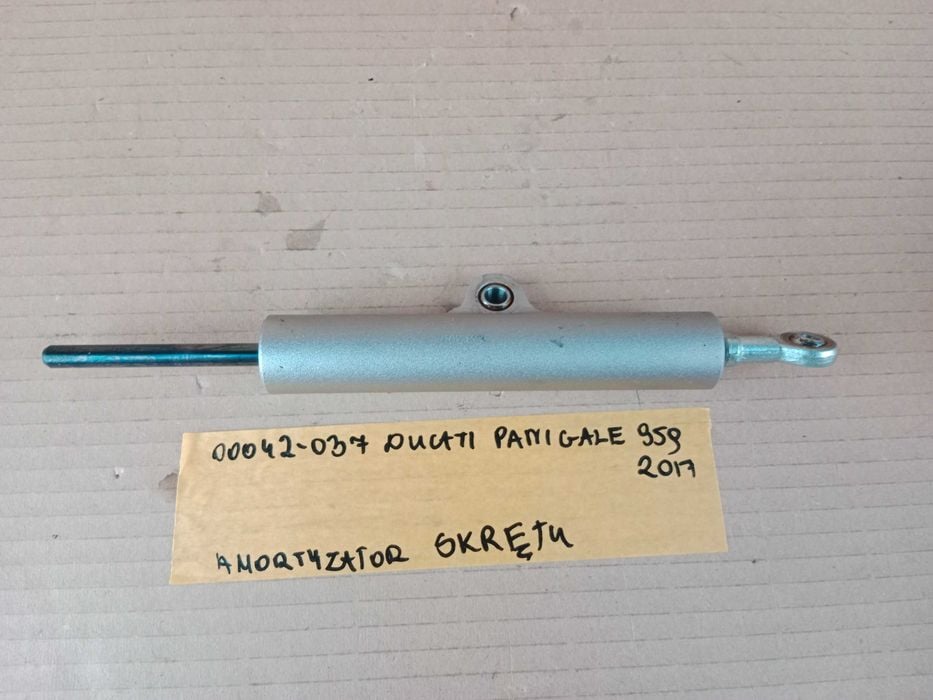 00042-037 DUCATI PANIGALE 959
2017
AMORTYZATOR SKRĘTU